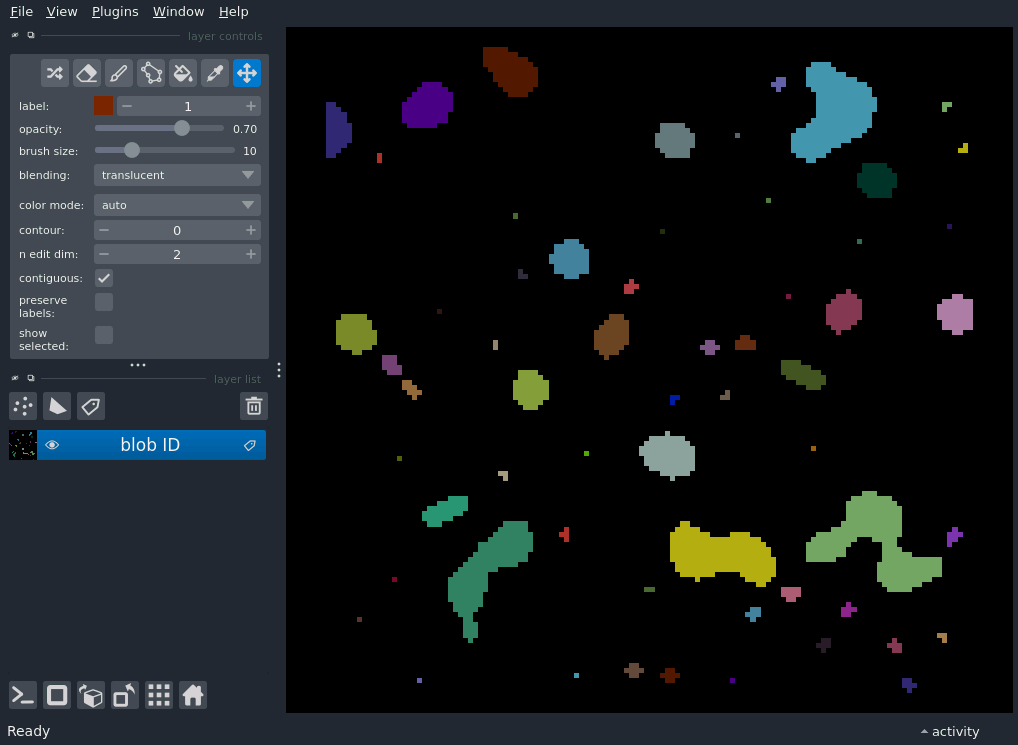 File View Plugins Window Help
layer controls
label: 1
opacity: 0.70
brush size: 10
blending: translucent
color mode: auto
contour: 0
n edit dim: 2
contiguous:
preserve
labels:
show
selected:
layer list
blob ID
Ready
activity